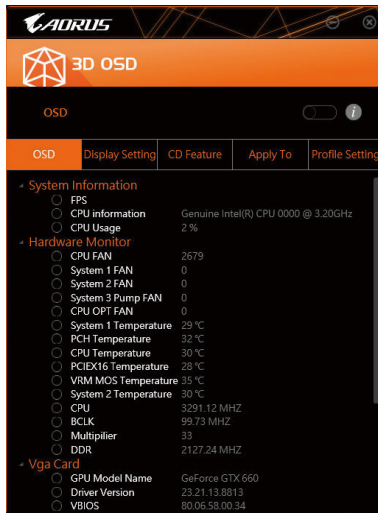 AORUS
3D OSD
OSD
OSD Display Setting CD Feature Apply To Profile Setting
System Information
FPS
CPU information Genuine Intel(R) CPU 0000 @ 3.20GHz
CPU Usage 2 %
Hardware Monitor
CPU FAN 2679
System 1 FAN 0
System 2 FAN 0
System 3 Pump FAN 0
CPU OPT FAN 0
System 1 Temperature 29 ℃
PCH Temperature 32 ℃
CPU Temperature 30 ℃
PCIEX16 Temperature 28 ℃
VRM MOS Temperature 35 ℃
System 2 Temperature 30 ℃
CPU 3291.12 MHZ
BCLK 99.73 MHZ
Multipilier 33
DDR 2127.24 MHZ
Vga Card
GPU Model Name GeForce GTX 660
Driver Version 23.21.13.8813
VBIOS 80.06.58.00.34